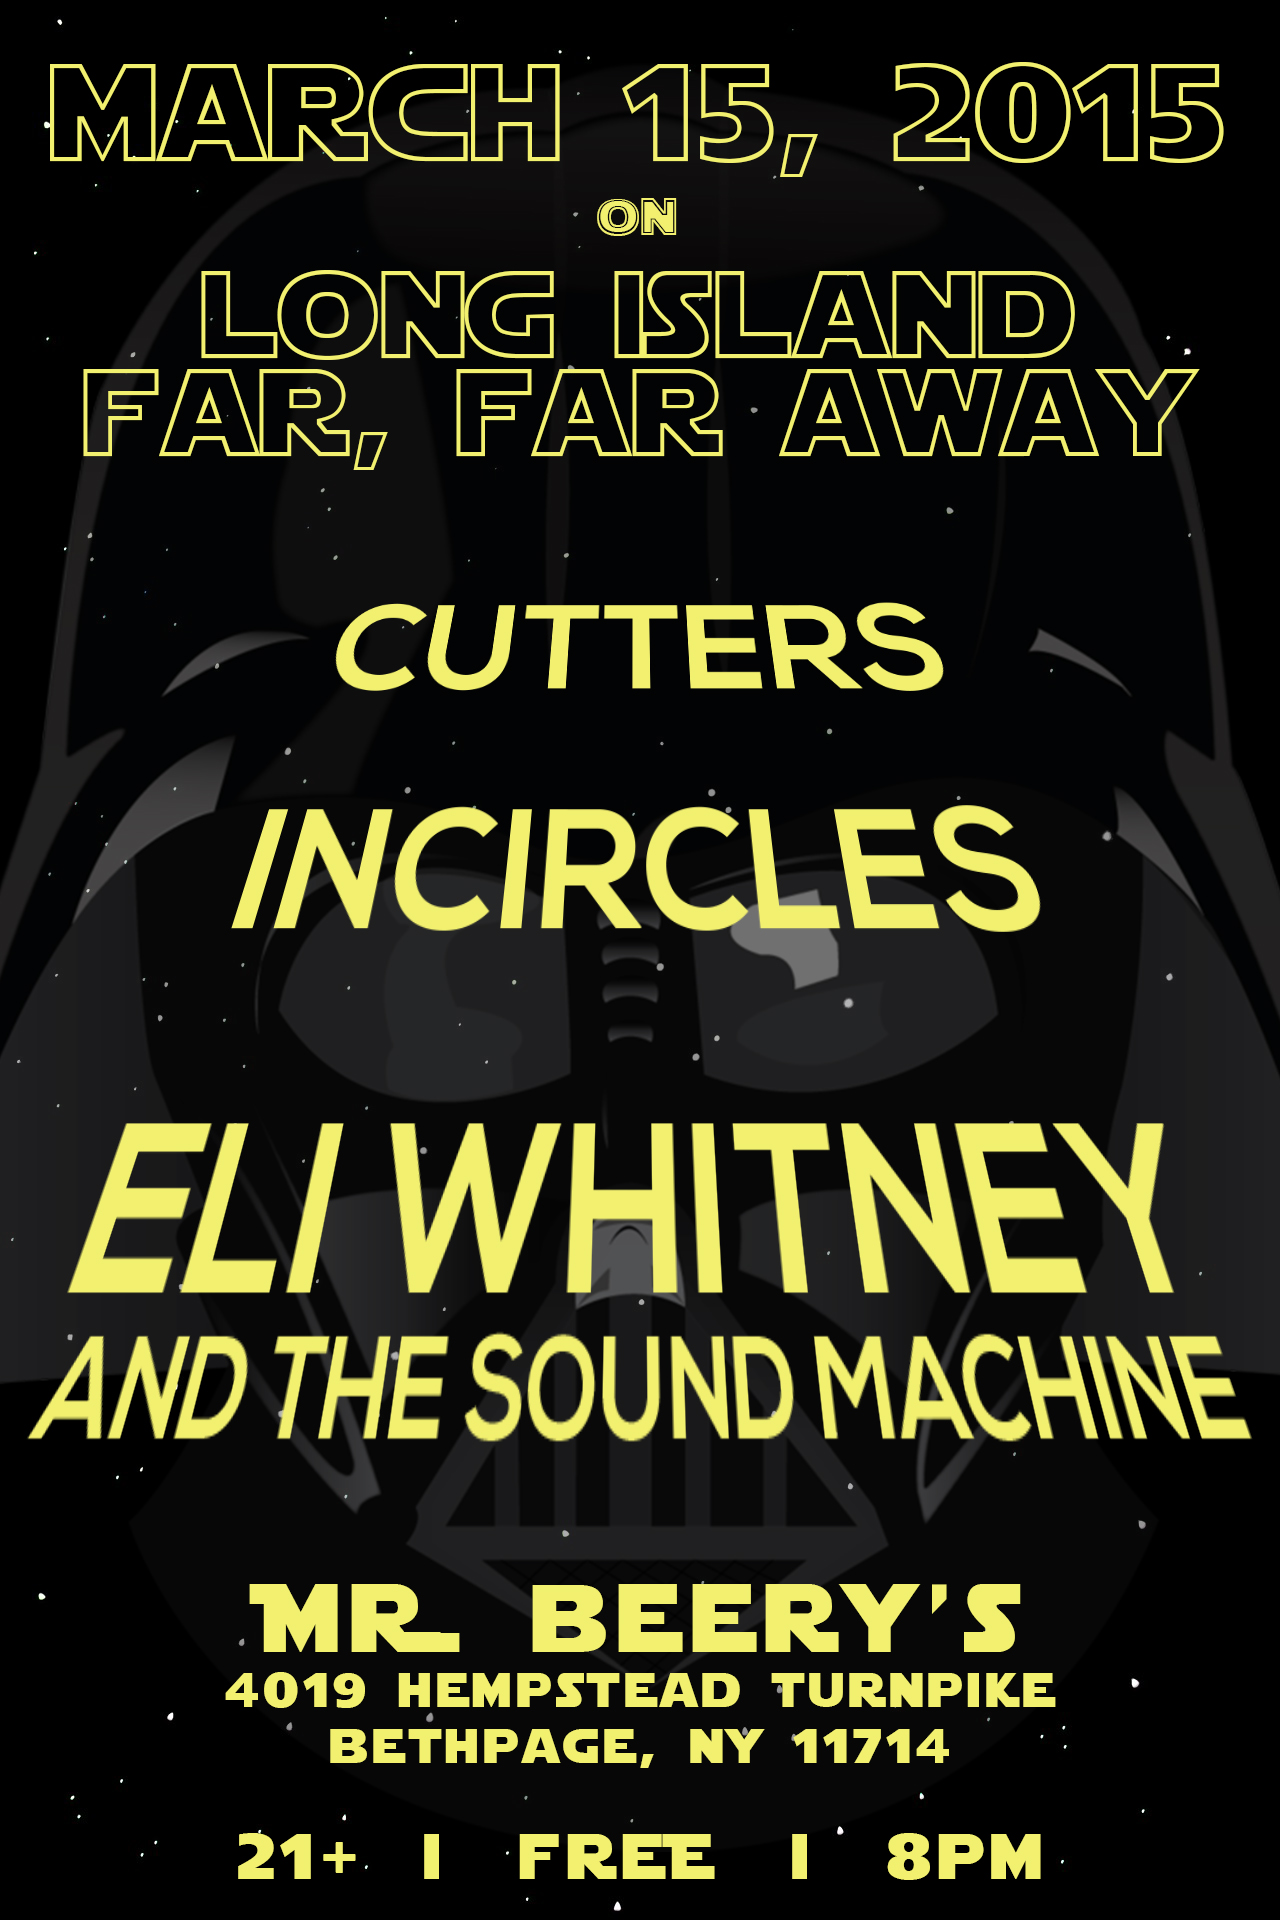 MARCH 15, 2015
ON
LONG ISLAND
FAR, FAR AWAY
CUTTERS
INCIRCLES
ELI WHITNEY
AND THE SOUND MACHINE
MR. BEERY'S
4019 HEMPSTEAD TURNPIKE
BETHPAGE, NY 11714
21+ | FREE | 8PM